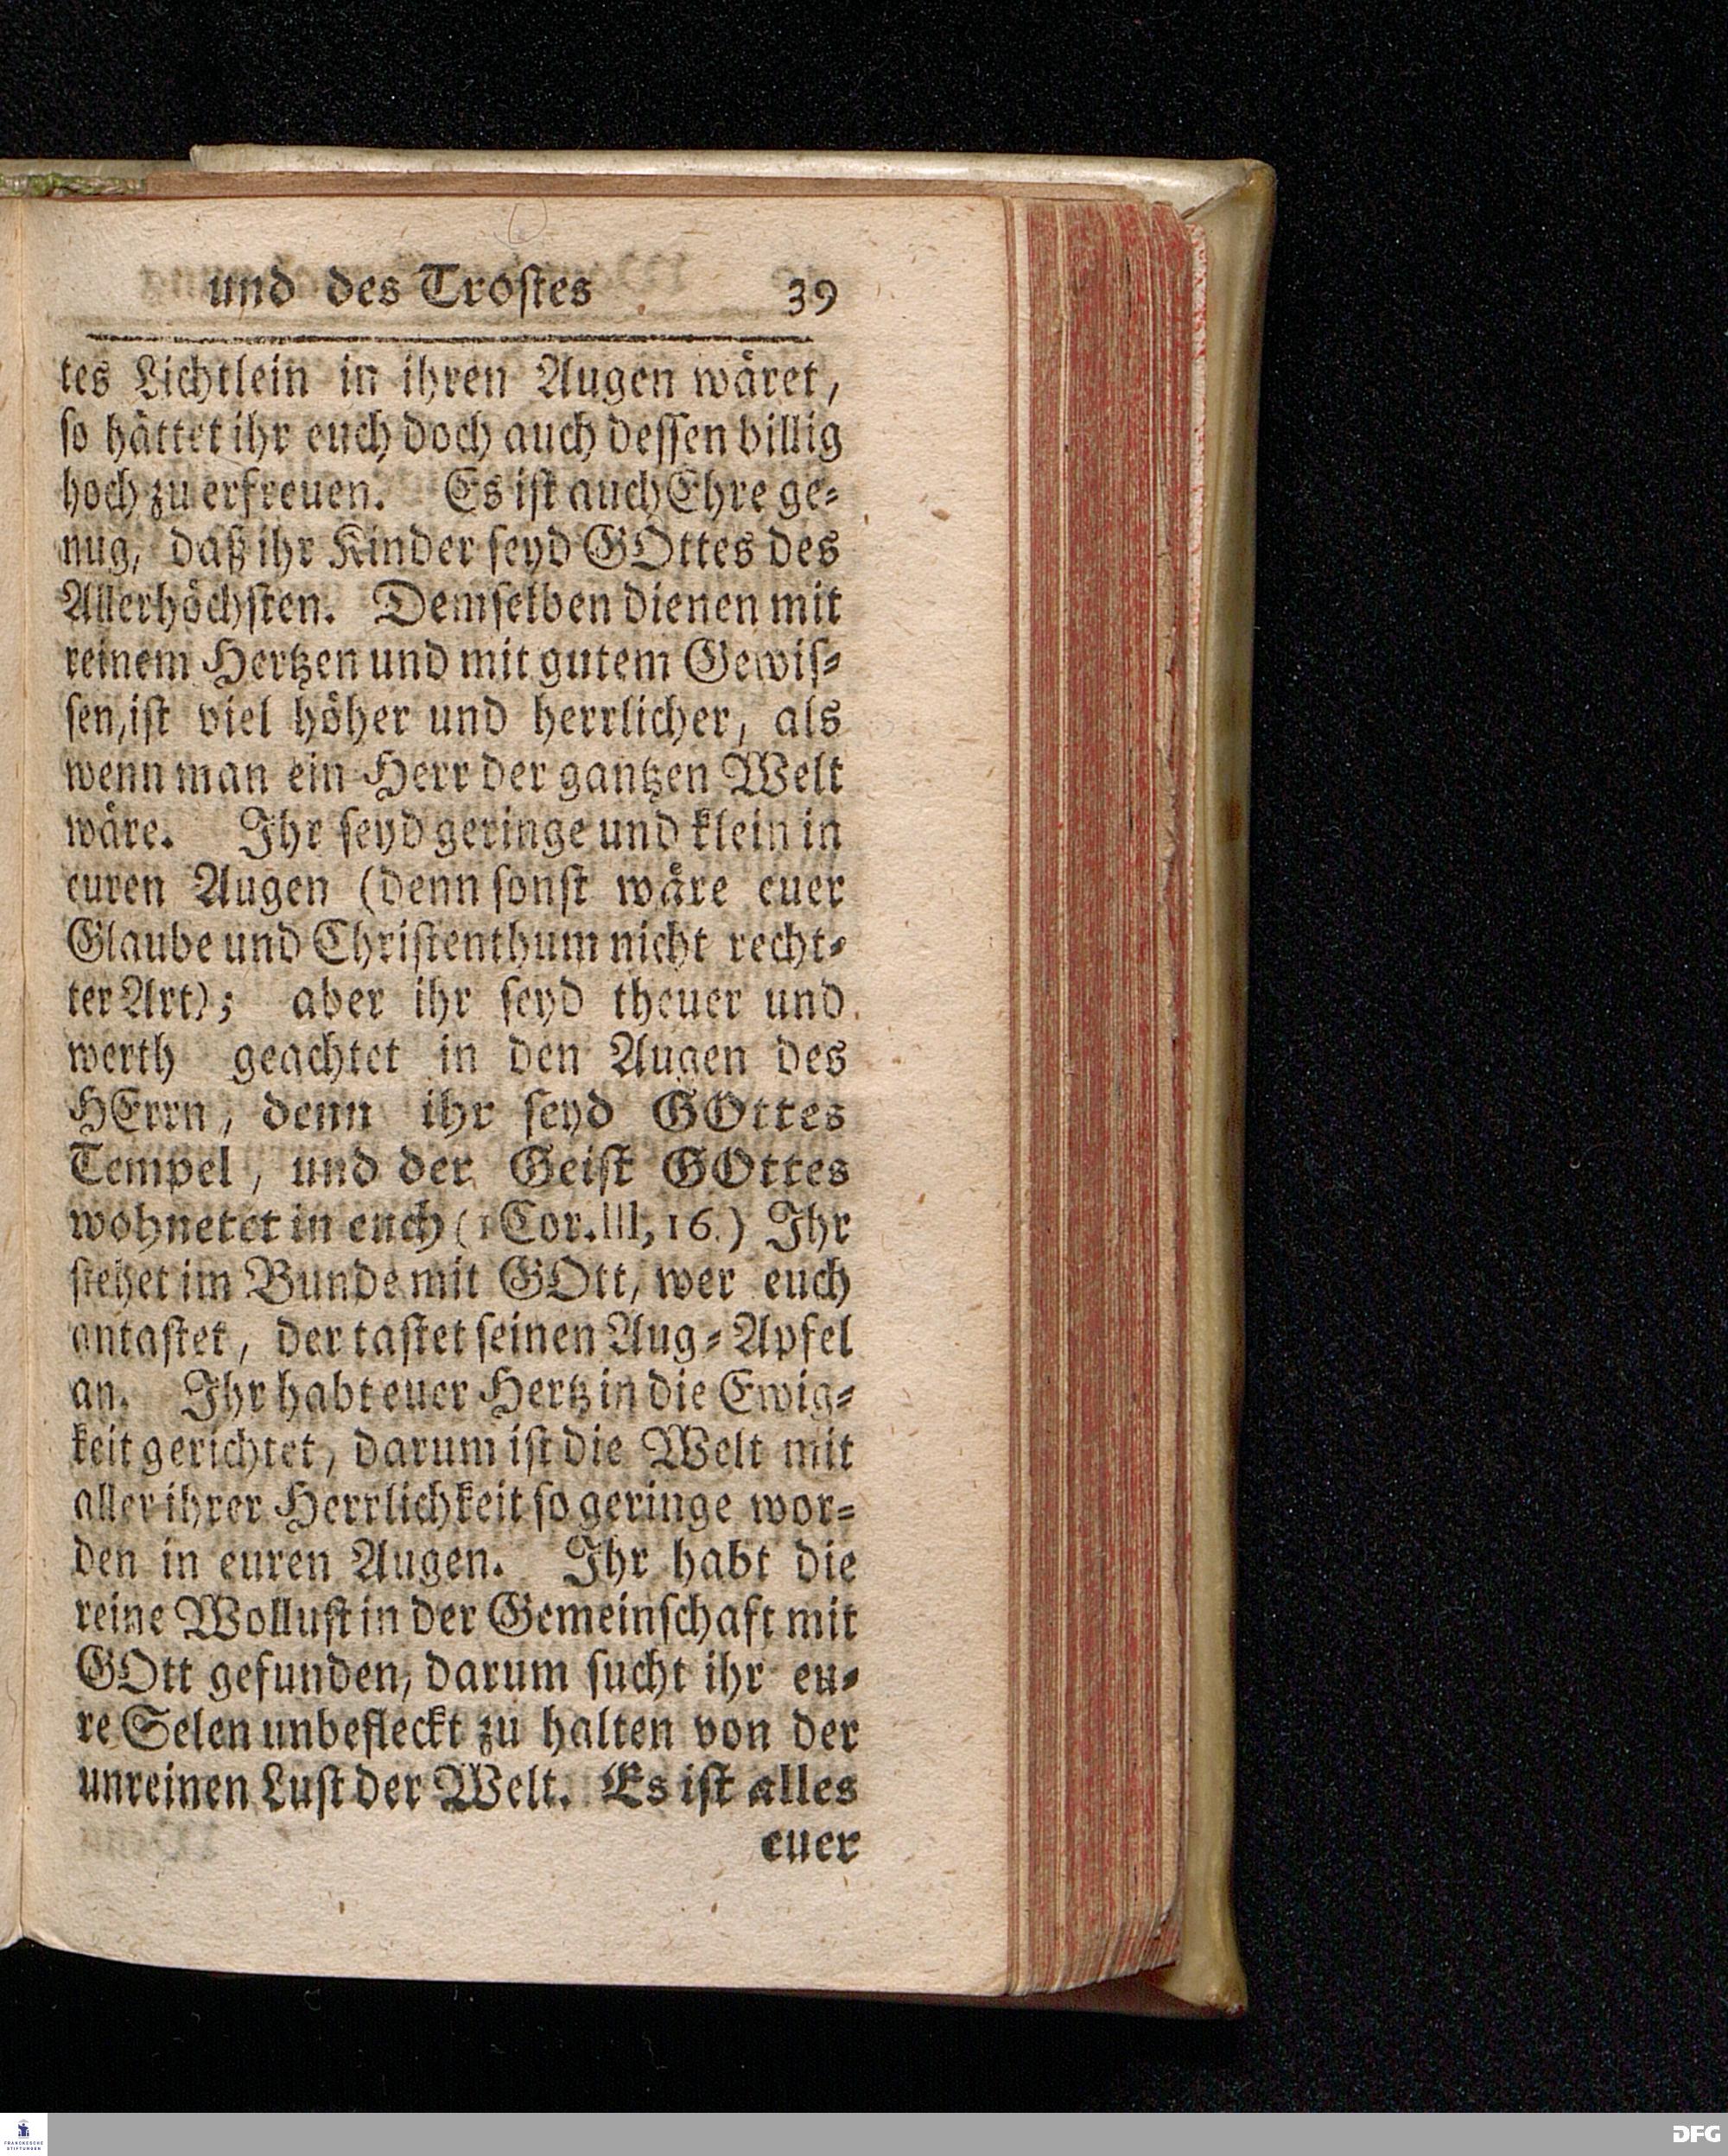 und des Troſtes 39
tes Lichtlein in ihren Augen wäret,
ſo hättet ihr euch doch auch deſſen billig
hoch zu erfreuen. Es iſt auch Ehre ge⸗
nug, daß ihr Kinder ſeyd GOttes des
Allerhöchſten. Demſelben dienen mit
reinem Hertzen und mit gutem Gewiſ⸗
ſen, iſt viel höher und herrlicher, als
wenn man ein Herr der gantzen Welt
wäre. Ihr ſeyd geringe und klein in
euren Augen (denn ſonſt wäre euer
Glaube und Chriſtenthum nicht recht⸗
ter Art); aber ihr ſeyd theuer und
werth geachtet in den Augen des
HErrn, denn ihr ſeyd GOttes
Tempel, und der Geiſt GOttes
wohnetet in euch (1 Cor. III, 16.) Ihr
ſtehet im Bunde mit GOtt, wer euch
antaſtet, der taſtet ſeinen Aug⸗Apfel
an. Ihr habt euer Hertz in die Ewig⸗
keit gerichtet, darum iſt die Welt mit
aller ihrer Herrlichkeit ſo geringe wor⸗
den in euren Augen. Ihr habt die
reine Wolluſt in der Gemeinſchaft mit
GOtt gefunden, darum ſucht ihr eu⸗
re Selen unbefleckt zu halten von der
unreinen Luſt der Welt. Es iſt alles
euer
FRANCKESCHE
STIFTUNGEN
DFG